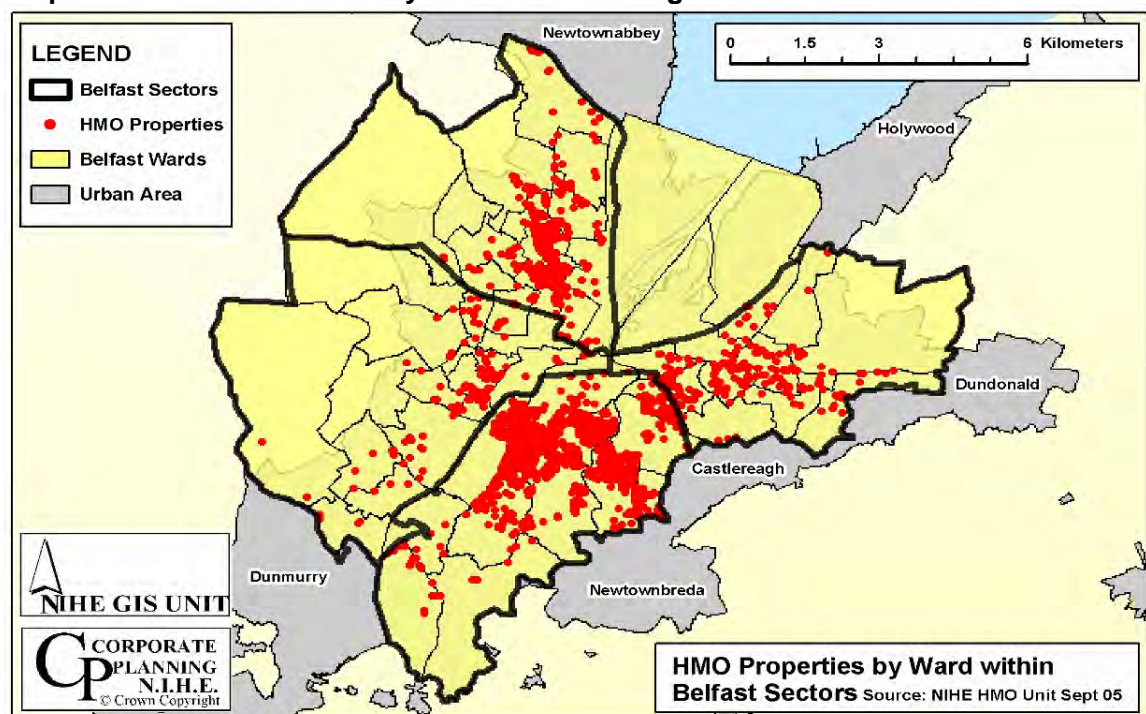 Newtownabbey
LEGEND
Belfast Sectors
HMO Properties
Belfast Wards
Urban Area
0 1.5 3 6 Kilometers
Holywood
Dundonald
Castlereagh
Dunmurry
Newtownbreda
NIHE GIS UNIT
CP CORPORATE
PLANNING
N.I.H.E.
© Crown Copyright
HMO Properties by Ward within
Belfast Sectors Source: NIHE HMO Unit Sept 05